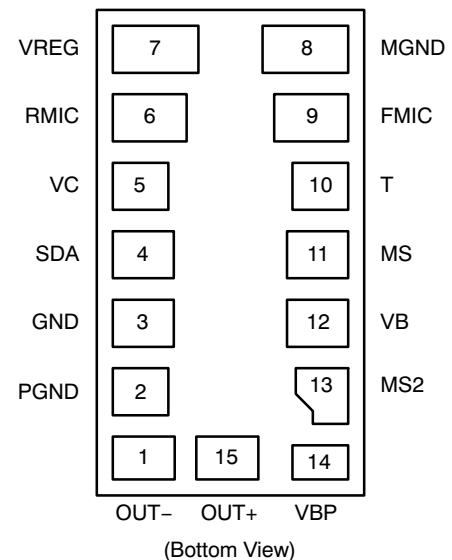 VREG 7 8 MGND
RMIC 6 9 FMIC
VC 5 10 T
SDA 4 11 MS
GND 3 12 VB
PGND 2 13 MS2
1 15 14
OUT− OUT+ VBP
(Bottom View)